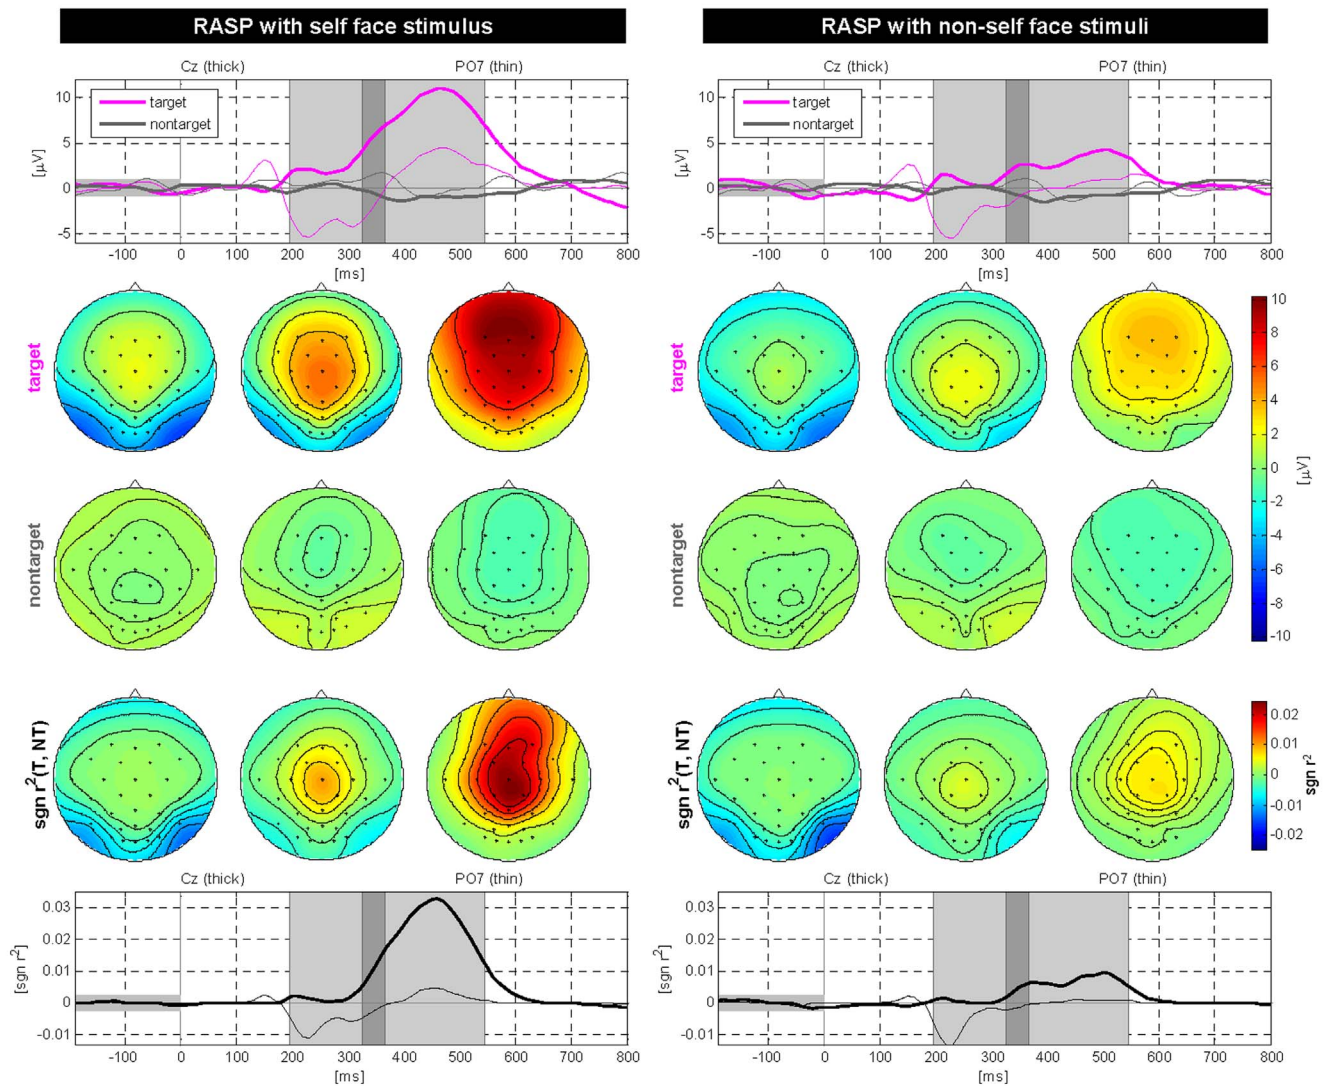 RASP with self face stimulus
RASP with non-self face stimuli
Cz (thick) PO7 (thin)
Cz (thick) PO7 (thin)
[µV]
10
5
0
-5
target
nontarget
-100 0 100 200 300 400 500 600 700 800
[ms]
[µV]
10
5
0
-5
target
nontarget
-100 0 100 200 300 400 500 600 700 800
[ms]
target
target
10
8
6
4
2
0
-2
-4
-6
-8
-10
[µV]
nontarget
nontarget
sgn r²(T, NT)
sgn r²(T, NT)
0.02
0.01
0
-0.01
-0.02
sgn r²
Cz (thick) PO7 (thin)
Cz (thick) PO7 (thin)
[sgn r²]
0.03
0.02
0.01
0
-0.01
-100 0 100 200 300 400 500 600 700 800
[ms]
[sgn r²]
0.03
0.02
0.01
0
-0.01
-100 0 100 200 300 400 500 600 700 800
[ms]